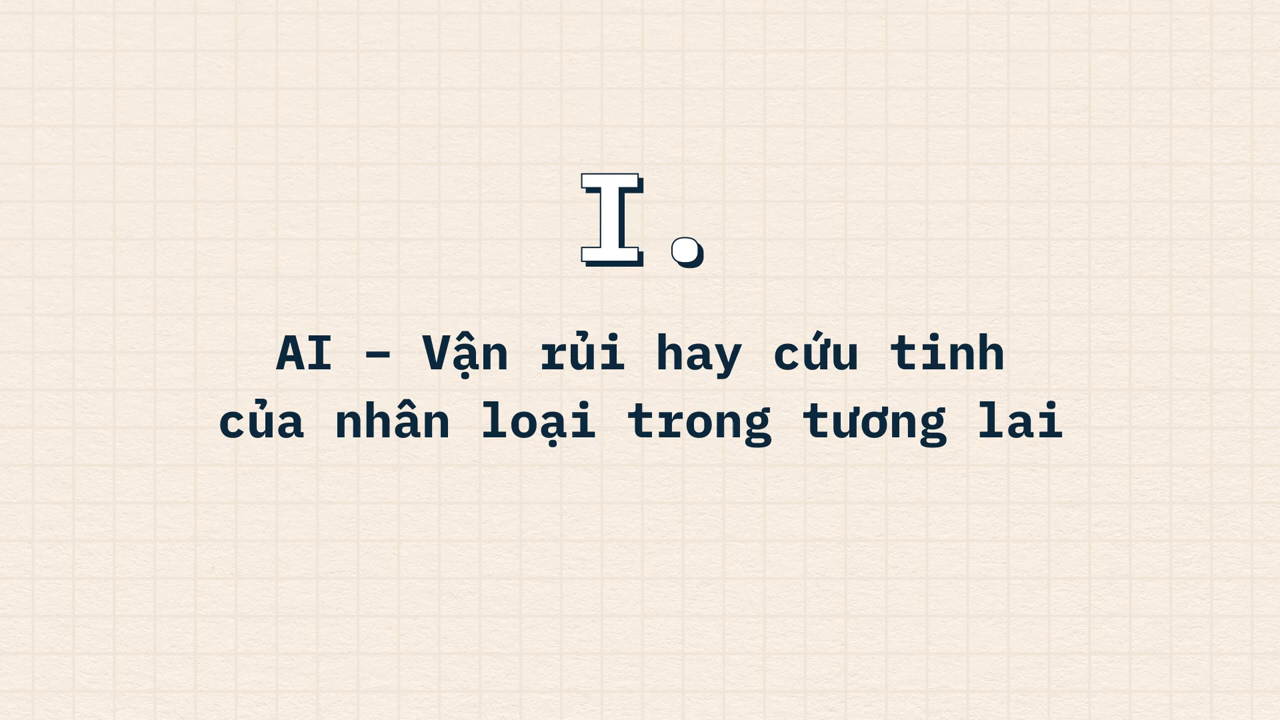 I.
AI – Vận rủi hay cứu tinh
của nhân loại trong tương lai